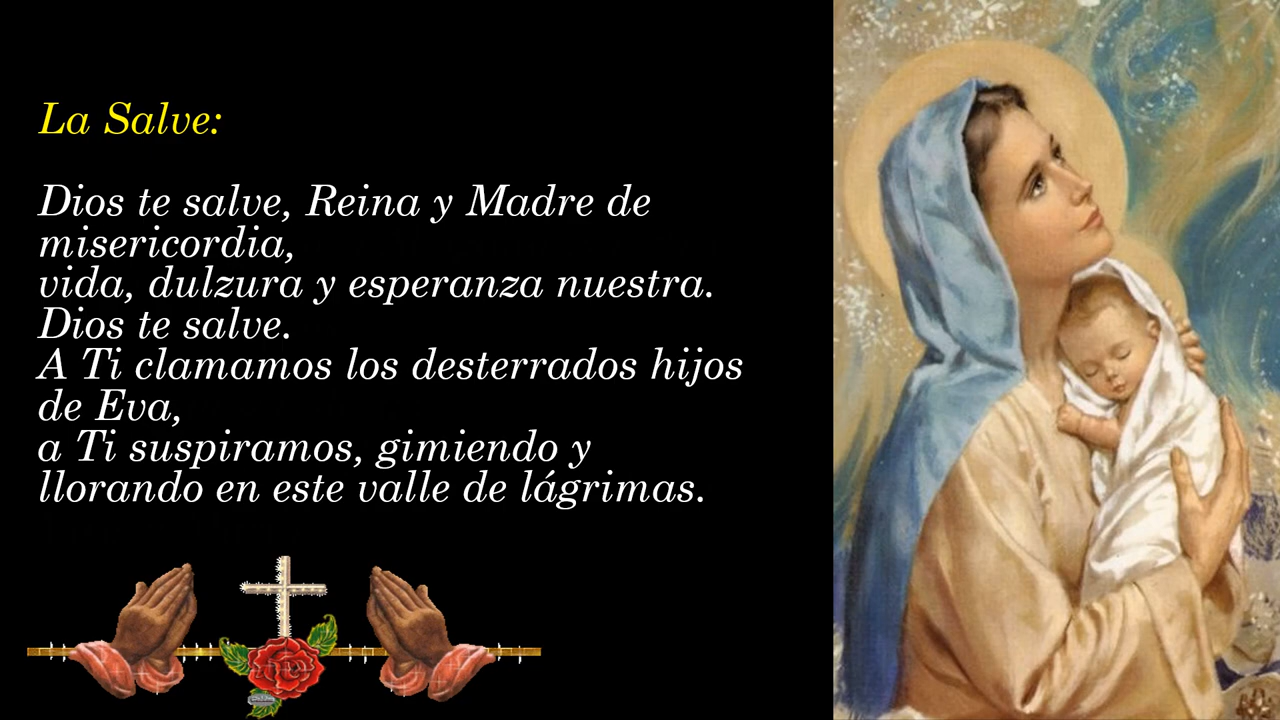 La Salve:
Dios te salve, Reina y Madre de
misericordia,
vida, dulzura y esperanza nuestra.
Dios te salve.
A Ti clamamos los desterrados hijos
de Eva,
a Ti suspiramos, gimiendo y
llorando en este valle de lágrimas.